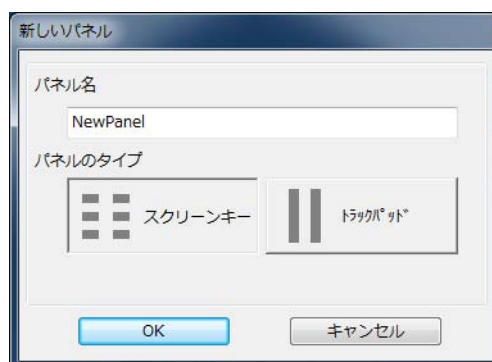 新しいパネル
パネル名
NewPanel
パネルのタイプ
スクリーンキー
ﾄﾗｯｸﾊﾟｯﾄﾞ
OK
キャンセル